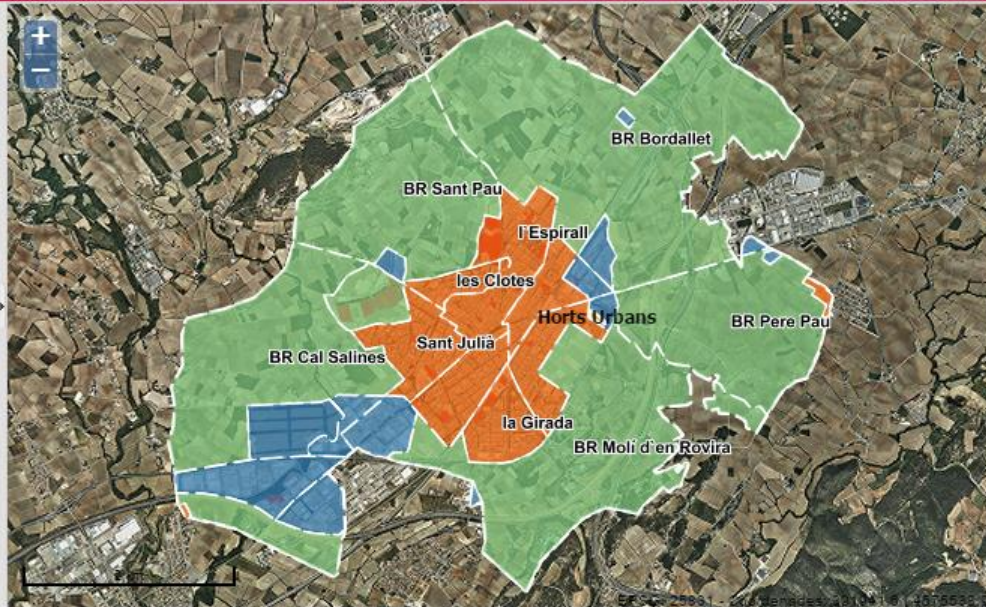 +
−
BR Bordallet
BR Sant Pau
l'Espirall
les Clotes
Horts Urbans
BR Pere Pau
Sant Julià
BR Cal Salines
la Girada
BR Molí d'en Rovira